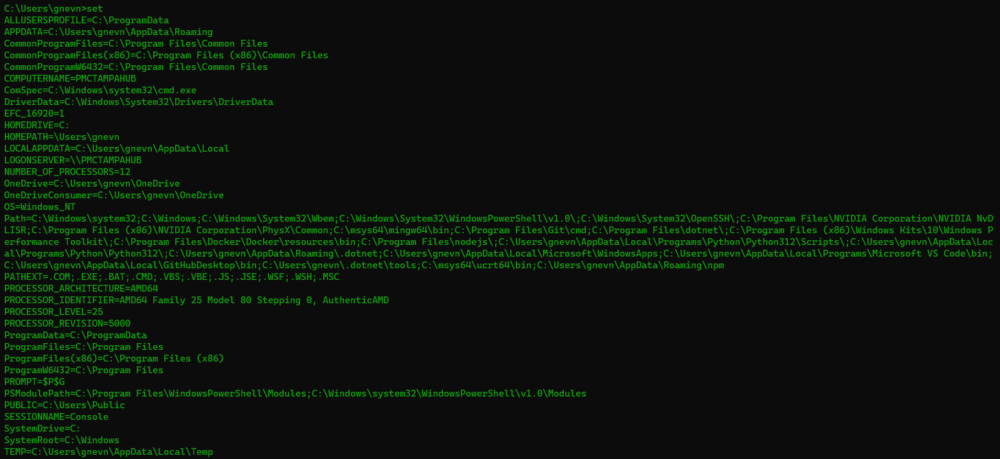 C:\Users\gnevn>set
ALLUSERSPROFILE=C:\ProgramData
APPDATA=C:\Users\gnevn\AppData\Roaming
CommonProgramFiles=C:\Program Files\Common Files
CommonProgramFiles(x86)=C:\Program Files (x86)\Common Files
CommonProgramW6432=C:\Program Files\Common Files
COMPUTERNAME=PMCTAMPAHUB
ComSpec=C:\Windows\system32\cmd.exe
DriverData=C:\Windows\System32\Drivers\DriverData
EFC_16920=1
HOMEDRIVE=C:
HOMEPATH=\Users\gnevn
LOCALAPPDATA=C:\Users\gnevn\AppData\Local
LOGONSERVER=\\PMCTAMPAHUB
NUMBER_OF_PROCESSORS=12
OneDrive=C:\Users\gnevn\OneDrive
OneDriveConsumer=C:\Users\gnevn\OneDrive
OS=Windows_NT
Path=C:\Windows\system32;C:\Windows;C:\Windows\System32\Wbem;C:\Windows\System32\WindowsPowerShell\v1.0\;C:\Windows\System32\OpenSSH\;C:\Program Files\NVIDIA Corporation\NVIDIA NvD
LISR;C:\Program Files (x86)\NVIDIA Corporation\PhysX\Common;C:\msys64\mingw64\bin;C:\Program Files\Git\cmd;C:\Program Files\dotnet\;C:\Program Files (x86)\Windows Kits\10\Windows P
erformance Toolkit\;C:\Program Files\Docker\Docker\resources\bin;C:\Program Files\nodejs\;C:\Users\gnevn\AppData\Local\Programs\Python\Python312\Scripts\;C:\Users\gnevn\AppData\Loc
al\Programs\Python\Python312\;C:\Users\gnevn\AppData\Roaming\.dotnet;C:\Users\gnevn\AppData\Local\Microsoft\WindowsApps;C:\Users\gnevn\AppData\Local\Programs\Microsoft VS Code\bin;
C:\Users\gnevn\AppData\Local\GitHubDesktop\bin;C:\Users\gnevn\.dotnet\tools;C:\msys64\ucrt64\bin;C:\Users\gnevn\AppData\Roaming\npm
PATHEXT=.COM;.EXE;.BAT;.CMD;.VBS;.VBE;.JS;.JSE;.WSF;.WSH;.MSC
PROCESSOR_ARCHITECTURE=AMD64
PROCESSOR_IDENTIFIER=AMD64 Family 25 Model 80 Stepping 0, AuthenticAMD
PROCESSOR_LEVEL=25
PROCESSOR_REVISION=5000
ProgramData=C:\ProgramData
ProgramFiles=C:\Program Files
ProgramFiles(x86)=C:\Program Files (x86)
ProgramW6432=C:\Program Files
PROMPT=$P$G
PSModulePath=C:\Program Files\WindowsPowerShell\Modules;C:\Windows\system32\WindowsPowerShell\v1.0\Modules
PUBLIC=C:\Users\Public
SESSIONNAME=Console
SystemDrive=C:
SystemRoot=C:\Windows
TEMP=C:\Users\gnevn\AppData\Local\Temp